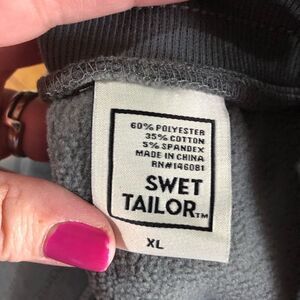 60% POLYESTER
35% COTTON
5% SPANDEX
MADE IN CHINA
RN#146081
SWET
TAILOR™
XL